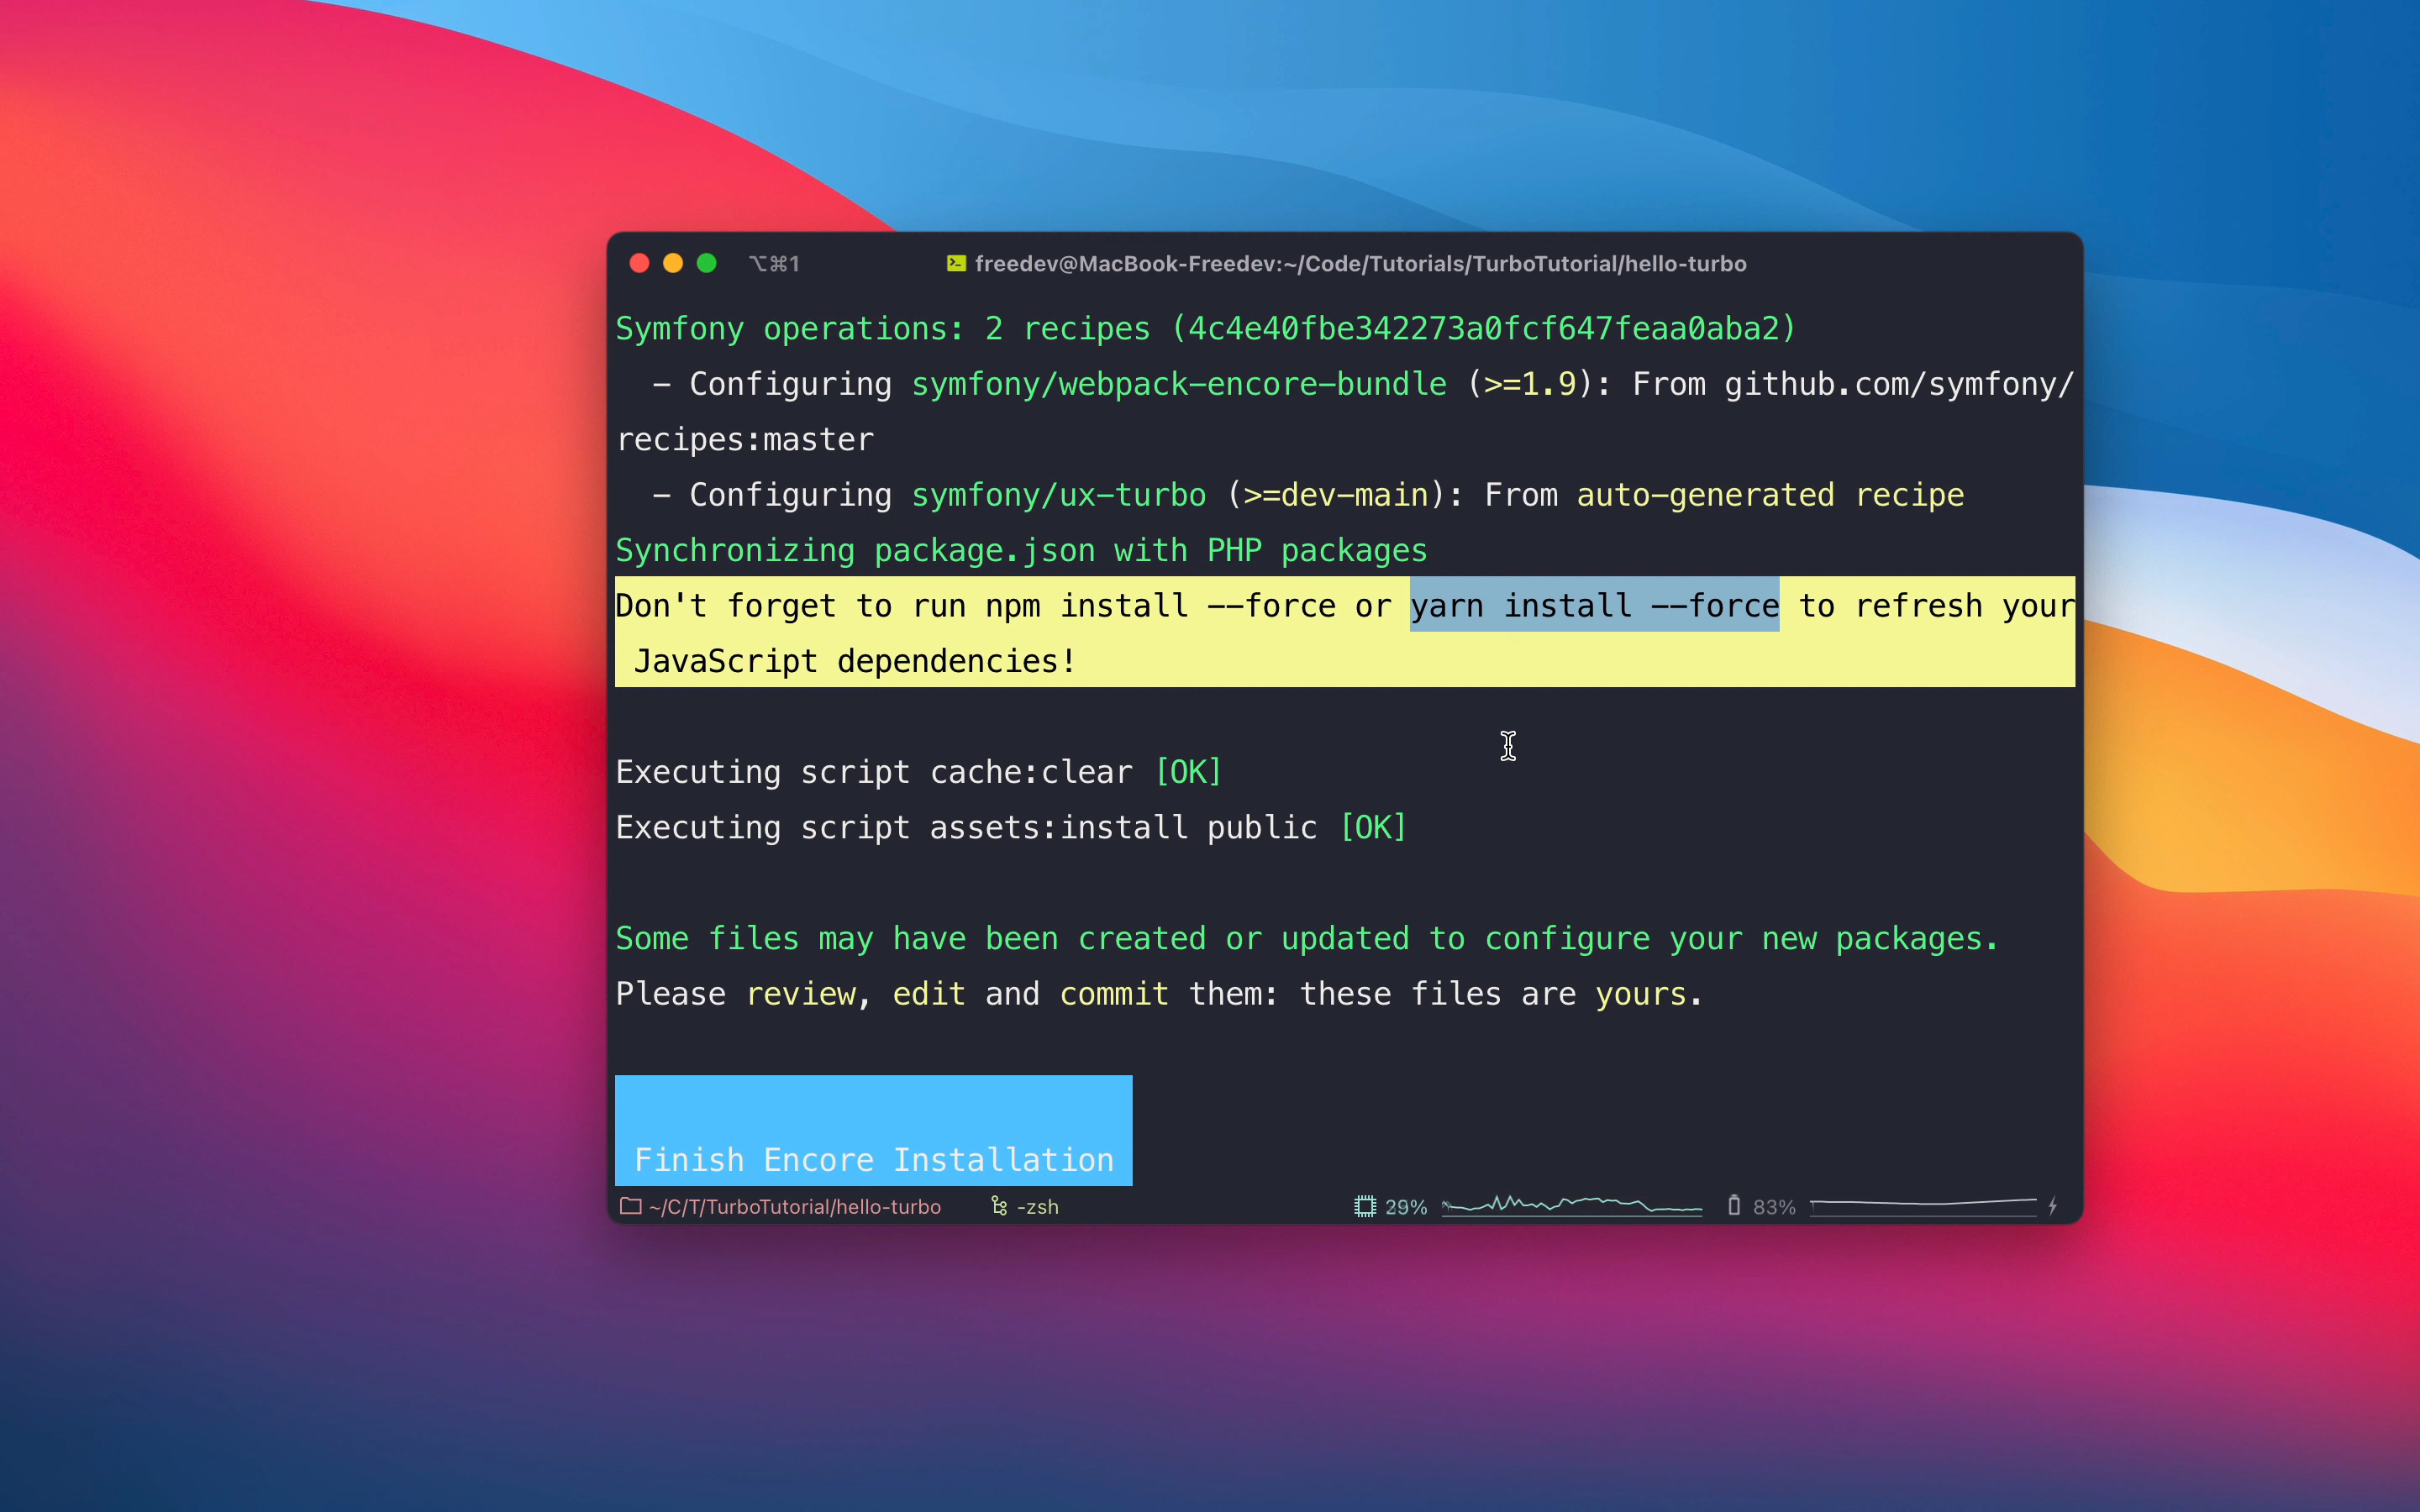 ⌥⌘1 freedev@MacBook-Freedev:~/Code/Tutorials/TurboTutorial/hello-turbo
Symfony operations: 2 recipes (4c4e40fbe342273a0fcf647feaa0aba2)
  - Configuring symfony/webpack-encore-bundle (>=1.9): From github.com/symfony/
recipes:master
  - Configuring symfony/ux-turbo (>=dev-main): From auto-generated recipe
Synchronizing package.json with PHP packages
Don't forget to run npm install --force or yarn install --force to refresh your
 JavaScript dependencies!
Executing script cache:clear [OK]
Executing script assets:install public [OK]
Some files may have been created or updated to configure your new packages.
Please review, edit and commit them: these files are yours.
Finish Encore Installation
~/C/T/TurboTutorial/hello-turbo -zsh 29% 83%